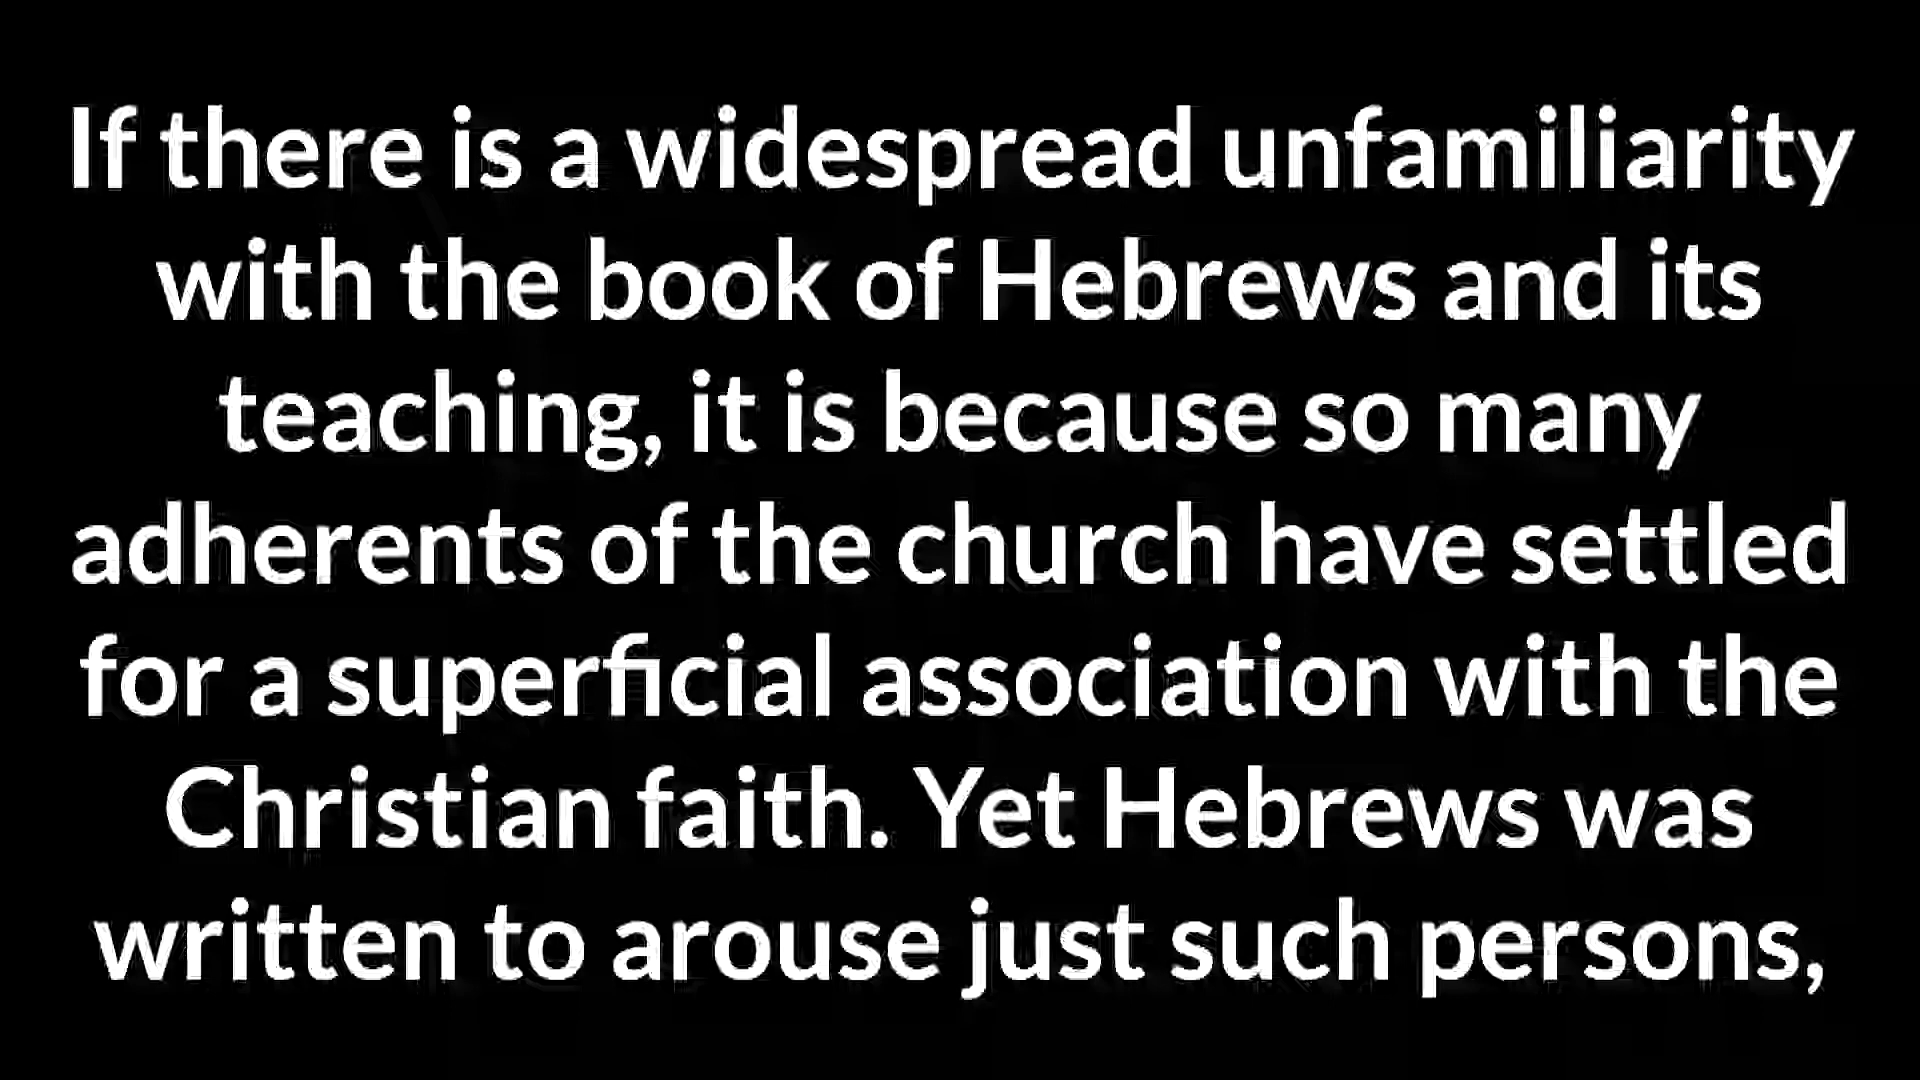 If there is a widespread unfamiliarity
with the book of Hebrews and its
teaching, it is because so many
adherents of the church have settled
for a superficial association with the
Christian faith. Yet Hebrews was
written to arouse just such persons,